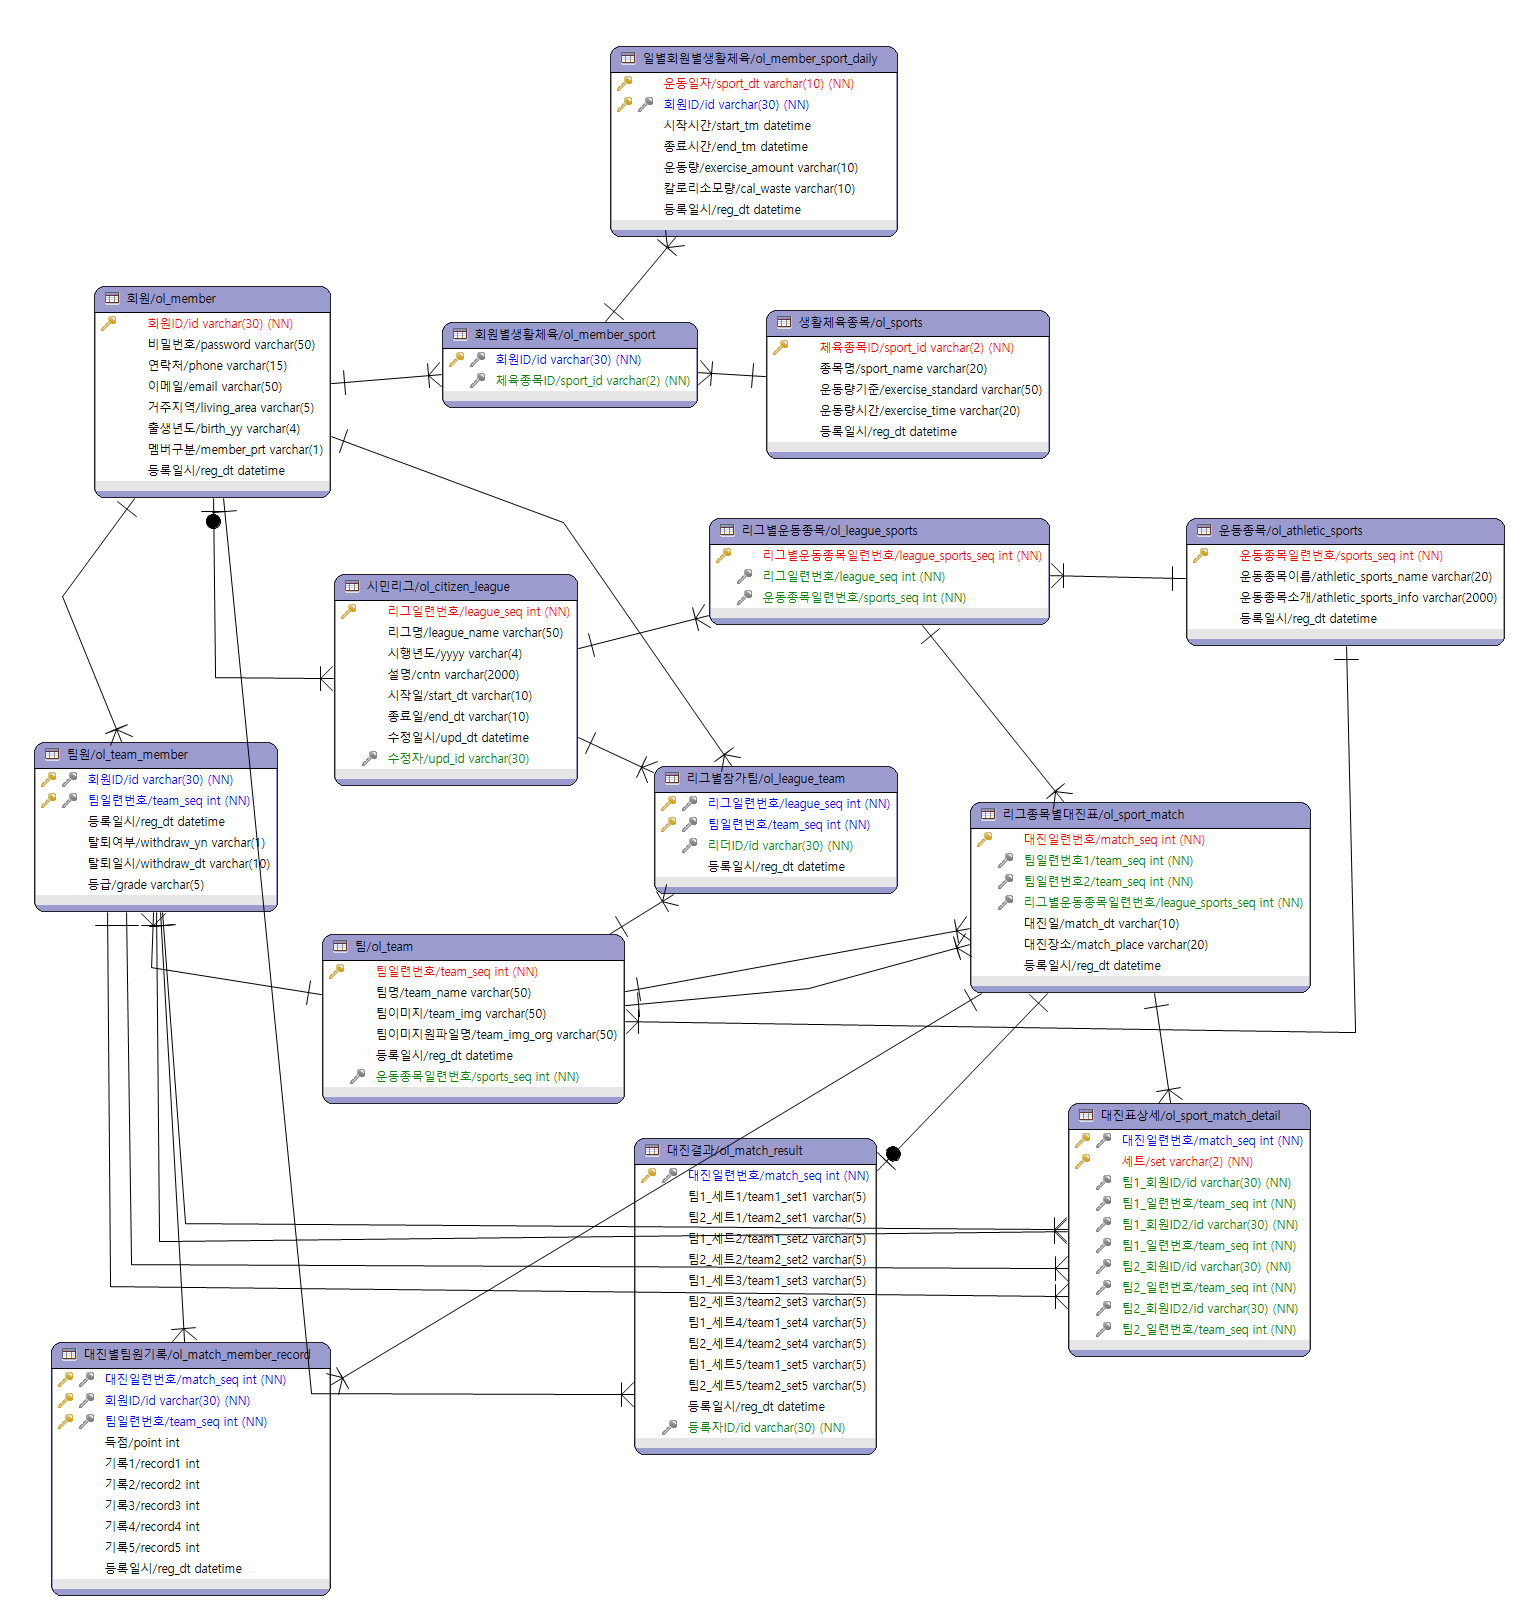 일별회원별생활체육/ol_member_sport_daily
운동일자/sport_dt varchar(10) (NN)
회원ID/id varchar(30) (NN)
시작시간/start_tm datetime
종료시간/end_tm datetime
운동량/exercise_amount varchar(10)
칼로리소모량/cal_waste varchar(10)
등록일시/reg_dt datetime
회원/ol_member
회원ID/id varchar(30) (NN)
비밀번호/password varchar(50)
연락처/phone varchar(15)
이메일/email varchar(50)
거주지역/living_area varchar(5)
출생년도/birth_yy varchar(4)
멤버구분/member_prt varchar(1)
등록일시/reg_dt datetime
회원별생활체육/ol_member_sport
회원ID/id varchar(30) (NN)
체육종목ID/sport_id varchar(2) (NN)
생활체육종목/ol_sports
체육종목ID/sport_id varchar(2) (NN)
종목명/sport_name varchar(20)
운동량기준/exercise_standard varchar(50)
운동량시간/exercise_time varchar(20)
등록일시/reg_dt datetime
리그별운동종목/ol_league_sports
리그별운동종목일련번호/league_sports_seq int (NN)
리그일련번호/league_seq int (NN)
운동종목일련번호/sports_seq int (NN)
운동종목/ol_athletic_sports
운동종목일련번호/sports_seq int (NN)
운동종목이름/athletic_sports_name varchar(20)
운동종목소개/athletic_sports_info varchar(2000)
등록일시/reg_dt datetime
시민리그/ol_citizen_league
리그일련번호/league_seq int (NN)
리그명/league_name varchar(50)
시행년도/yyyy varchar(4)
설명/cntn varchar(2000)
시작일/start_dt varchar(10)
종료일/end_dt varchar(10)
수정일시/upd_dt datetime
수정자/upd_id varchar(30)
팀원/ol_team_member
회원ID/id varchar(30) (NN)
팀일련번호/team_seq int (NN)
등록일시/reg_dt datetime
탈퇴여부/withdraw_yn varchar(1)
탈퇴일시/withdraw_dt varchar(10)
등급/grade varchar(5)
리그별참가팀/ol_league_team
리그일련번호/league_seq int (NN)
팀일련번호/team_seq int (NN)
리더ID/id varchar(30) (NN)
등록일시/reg_dt datetime
리그종목별대진표/ol_sport_match
대진일련번호/match_seq int (NN)
팀일련번호1/team_seq int (NN)
팀일련번호2/team_seq int (NN)
리그별운동종목일련번호/league_sports_seq int (NN)
대진일/match_dt varchar(10)
대진장소/match_place varchar(20)
등록일시/reg_dt datetime
팀/ol_team
팀일련번호/team_seq int (NN)
팀명/team_name varchar(50)
팀이미지/team_img varchar(50)
팀이미지원파일명/team_img_org varchar(50)
등록일시/reg_dt datetime
운동종목일련번호/sports_seq int (NN)
대진표상세/ol_sport_match_detail
대진일련번호/match_seq int (NN)
세트/set varchar(2) (NN)
팀1_회원ID/id varchar(30) (NN)
팀1_일련번호/team_seq int (NN)
팀1_회원ID2/id varchar(30) (NN)
팀1_일련번호/team_seq int (NN)
팀2_회원ID/id varchar(30) (NN)
팀2_일련번호/team_seq int (NN)
팀2_회원ID2/id varchar(30) (NN)
팀2_일련번호/team_seq int (NN)
대진결과/ol_match_result
대진일련번호/match_seq int (NN)
팀1_세트1/team1_set1 varchar(5)
팀2_세트1/team2_set1 varchar(5)
팀1_세트2/team1_set2 varchar(5)
팀2_세트2/team2_set2 varchar(5)
팀1_세트3/team1_set3 varchar(5)
팀2_세트3/team2_set3 varchar(5)
팀1_세트4/team1_set4 varchar(5)
팀2_세트4/team2_set4 varchar(5)
팀1_세트5/team1_set5 varchar(5)
팀2_세트5/team2_set5 varchar(5)
등록일시/reg_dt datetime
등록자ID/id varchar(30) (NN)
대진별팀원기록/ol_match_member_record
대진일련번호/match_seq int (NN)
회원ID/id varchar(30) (NN)
팀일련번호/team_seq int (NN)
득점/point int
기록1/record1 int
기록2/record2 int
기록3/record3 int
기록4/record4 int
기록5/record5 int
등록일시/reg_dt datetime